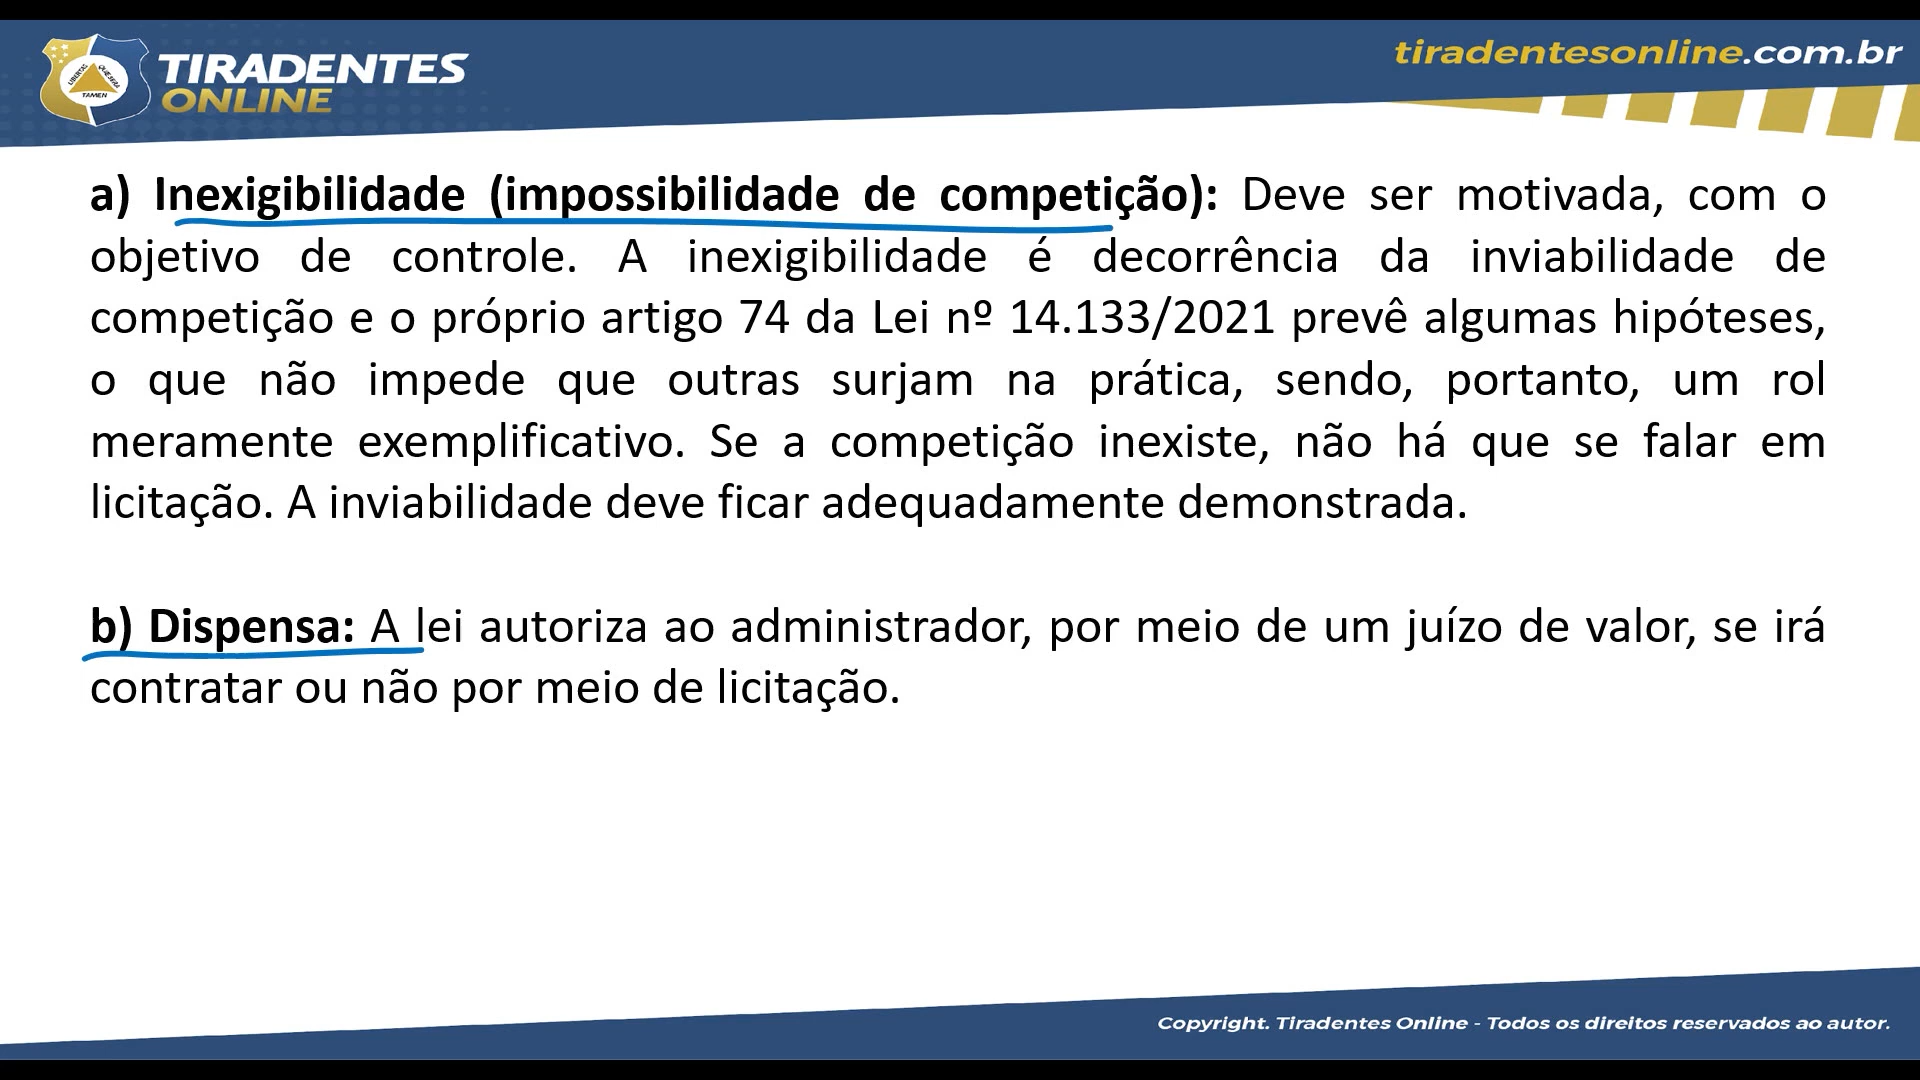 TIRADENTES
ONLINE
LIBERTAS QUÆ SERA
TAMEN
tiradentesonline.com.br
a) Inexigibilidade (impossibilidade de competição): Deve ser motivada, com o
objetivo de controle. A inexigibilidade é decorrência da inviabilidade de
competição e o próprio artigo 74 da Lei nº 14.133/2021 prevê algumas hipóteses,
o que não impede que outras surjam na prática, sendo, portanto, um rol
meramente exemplificativo. Se a competição inexiste, não há que se falar em
licitação. A inviabilidade deve ficar adequadamente demonstrada.
b) Dispensa: A lei autoriza ao administrador, por meio de um juízo de valor, se irá
contratar ou não por meio de licitação.
Copyright. Tiradentes Online - Todos os direitos reservados ao autor.